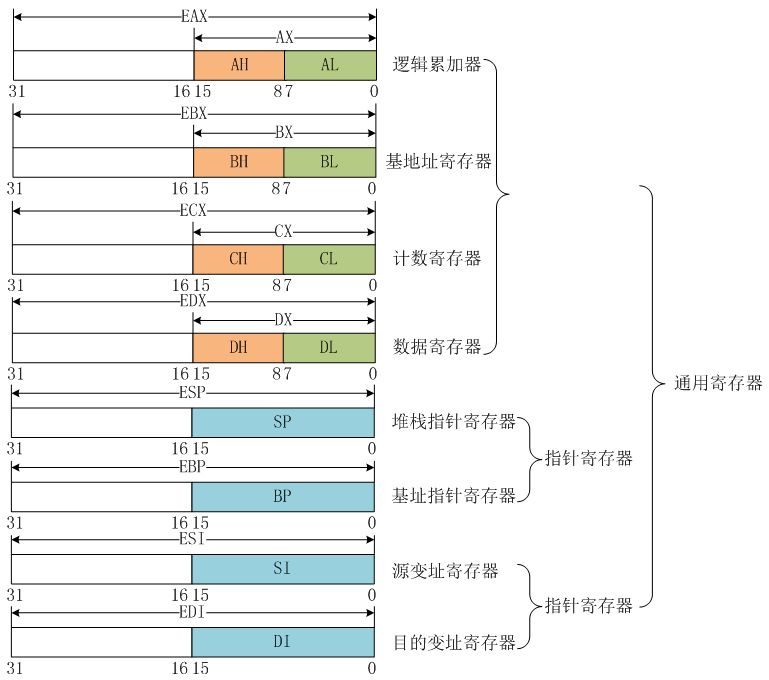 EAX
AX
AH AL 逻辑累加器
31 16 15 8 7 0
EBX
BX
BH BL 基地址寄存器
31 16 15 8 7 0
ECX
CX
CH CL 计数寄存器
31 16 15 8 7 0
EDX
DX
DH DL 数据寄存器
31 16 15 8 7 0
通用寄存器
ESP
SP 堆栈指针寄存器
31 16 15 0
指针寄存器
EBP
BP 基址指针寄存器
31 16 15 0
ESI
SI 源变址寄存器
31 16 15 0
指针寄存器
EDI
DI 目的变址寄存器
31 16 15 0